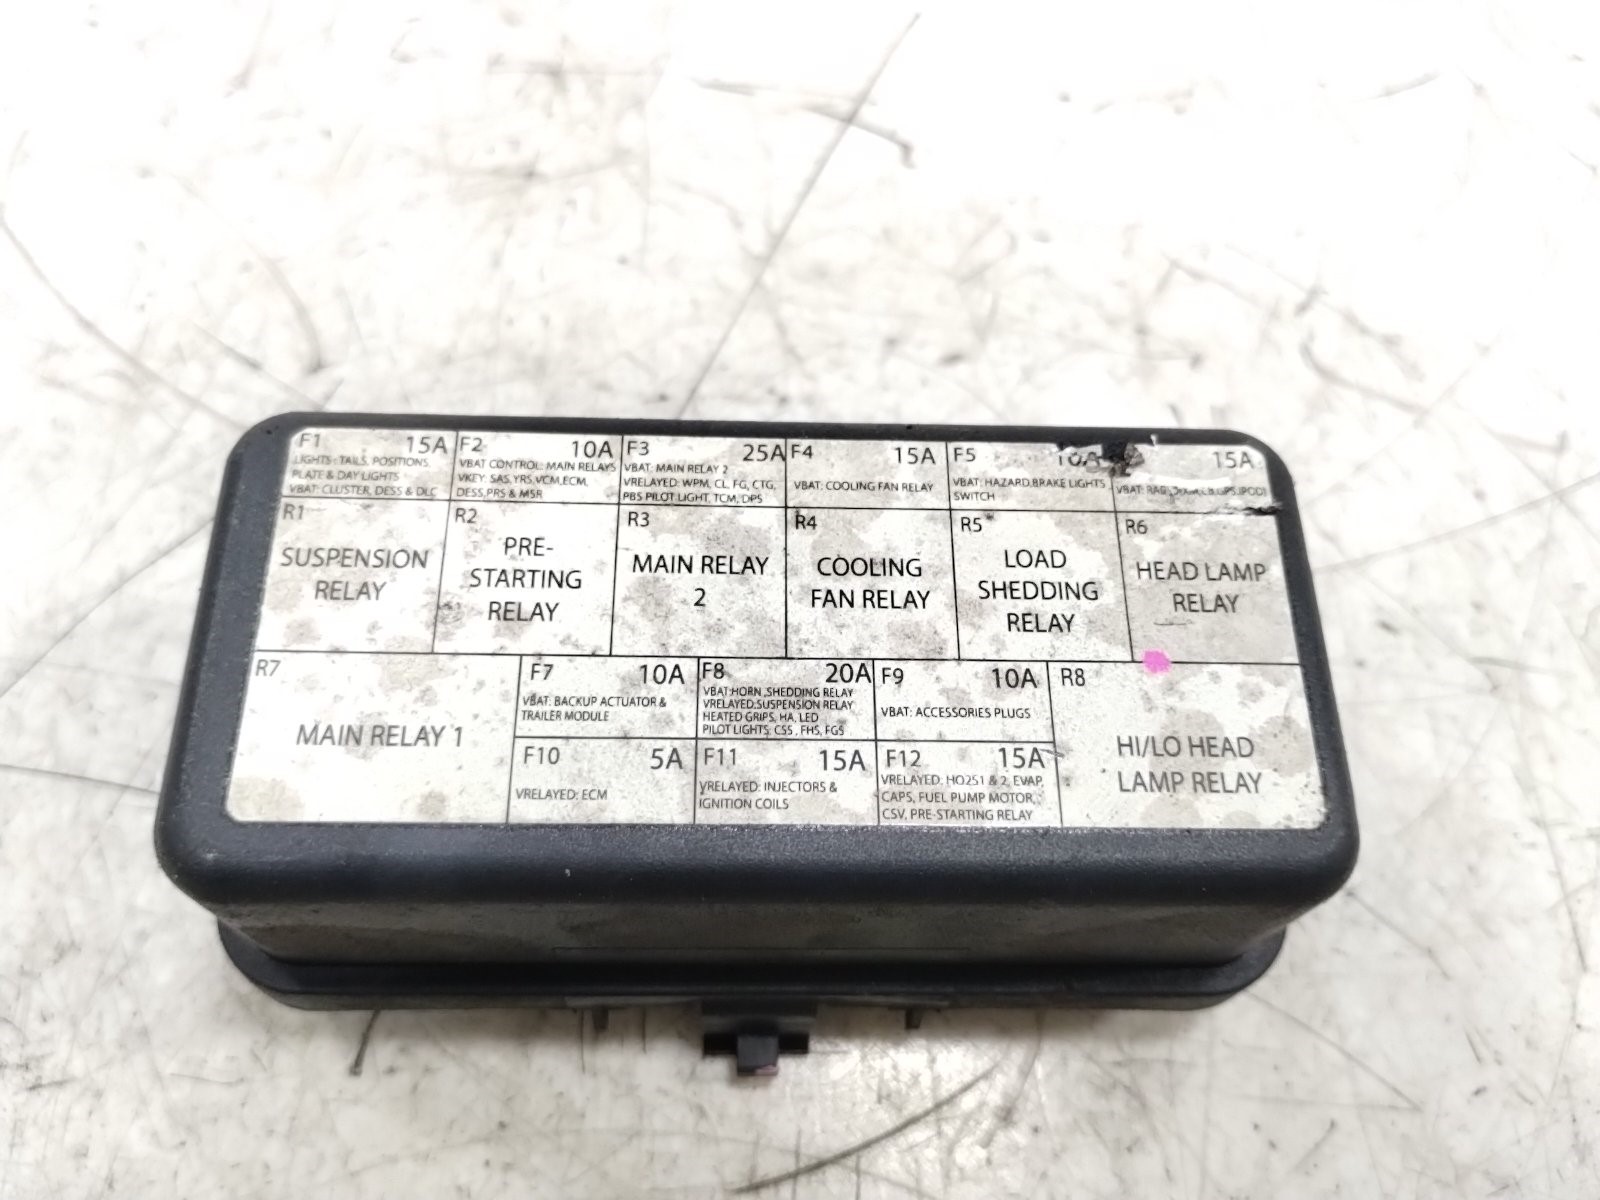 F1 15A
LIGHTS: TAILS, POSITIONS
PLATE & DAY LIGHTS
VBAT: CLUSTER, DESS & DLC
F2 10A
VBAT CONTROL: MAIN RELAYS
VKEY: SAS, YRS, VCM, ECM,
DESS, PRS & MSR
F3 25A
VBAT: MAIN RELAY 2
VRELAYED: WPM, CL, FG, CTG,
PBS PILOT LIGHT, TCM, DPS
F4 15A
VBAT: COOLING FAN RELAY
F5 10A
VBAT: HAZARD, BRAKE LIGHTS
SWITCH
15A
VBAT:
R1
SUSPENSION
RELAY
R2
PRE-
STARTING
RELAY
R3
MAIN RELAY
2
R4
COOLING
FAN RELAY
R5
LOAD
SHEDDING
RELAY
R6
HEAD LAMP
RELAY
R7
MAIN RELAY 1
F7 10A
VBAT: BACKUP ACTUATOR &
TRAILER MODULE
F8 20A
VBAT: HORN, SHEDDING RELAY
VRELAYED: SUSPENSION RELAY
HEATED GRIPS, HA, LED
PILOT LIGHTS: CSS, FHS, FGS
F9 10A
VBAT: ACCESSORIES PLUGS
R8
HI/LO HEAD
LAMP RELAY
F10 5A
VRELAYED: ECM
F11 15A
VRELAYED: INJECTORS &
IGNITION COILS
F12 15A
VRELAYED: HO2S1 & 2, EVAP,
CAPS, FUEL PUMP MOTOR,
CSV, PRE-STARTING RELAY